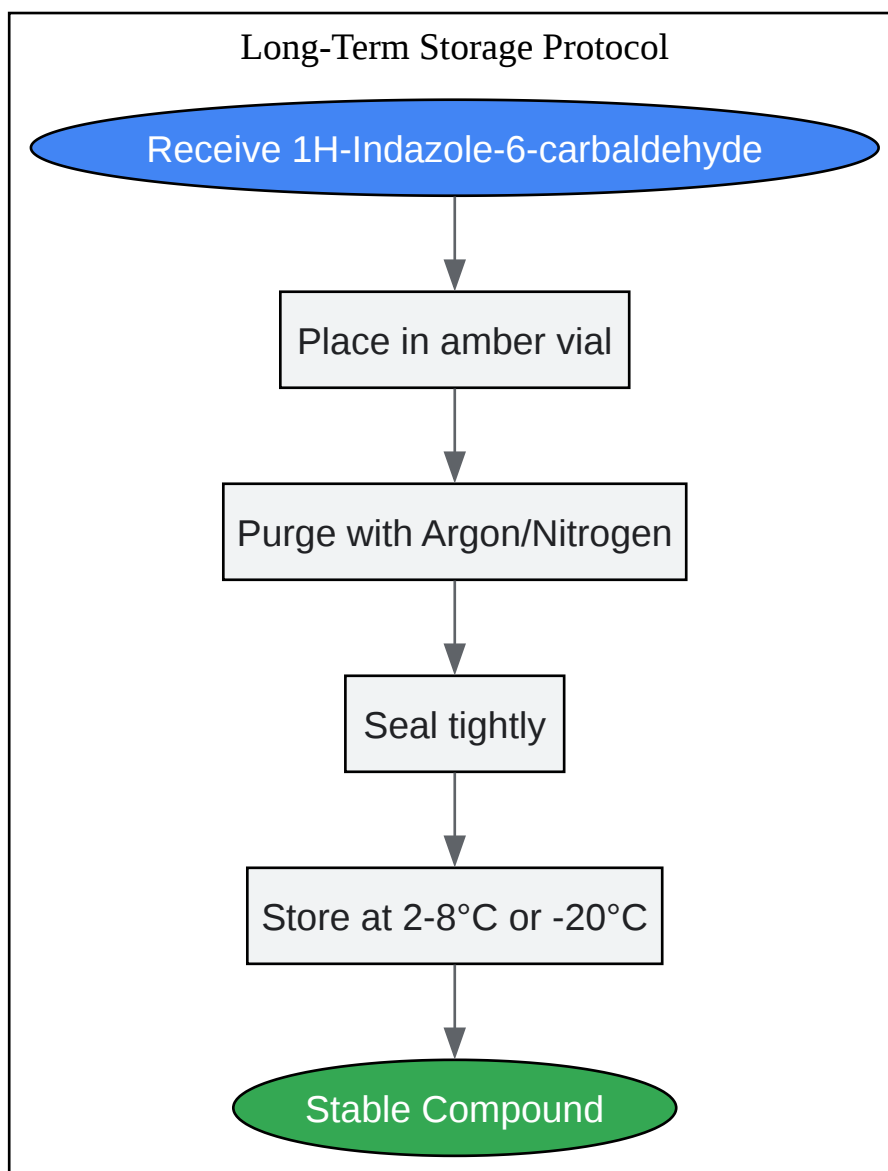 Long-Term Storage Protocol
Receive 1H-Indazole-6-carbaldehyde
Place in amber vial
Purge with Argon/Nitrogen
Seal tightly
Store at 2-8°C or -20°C
Stable Compound